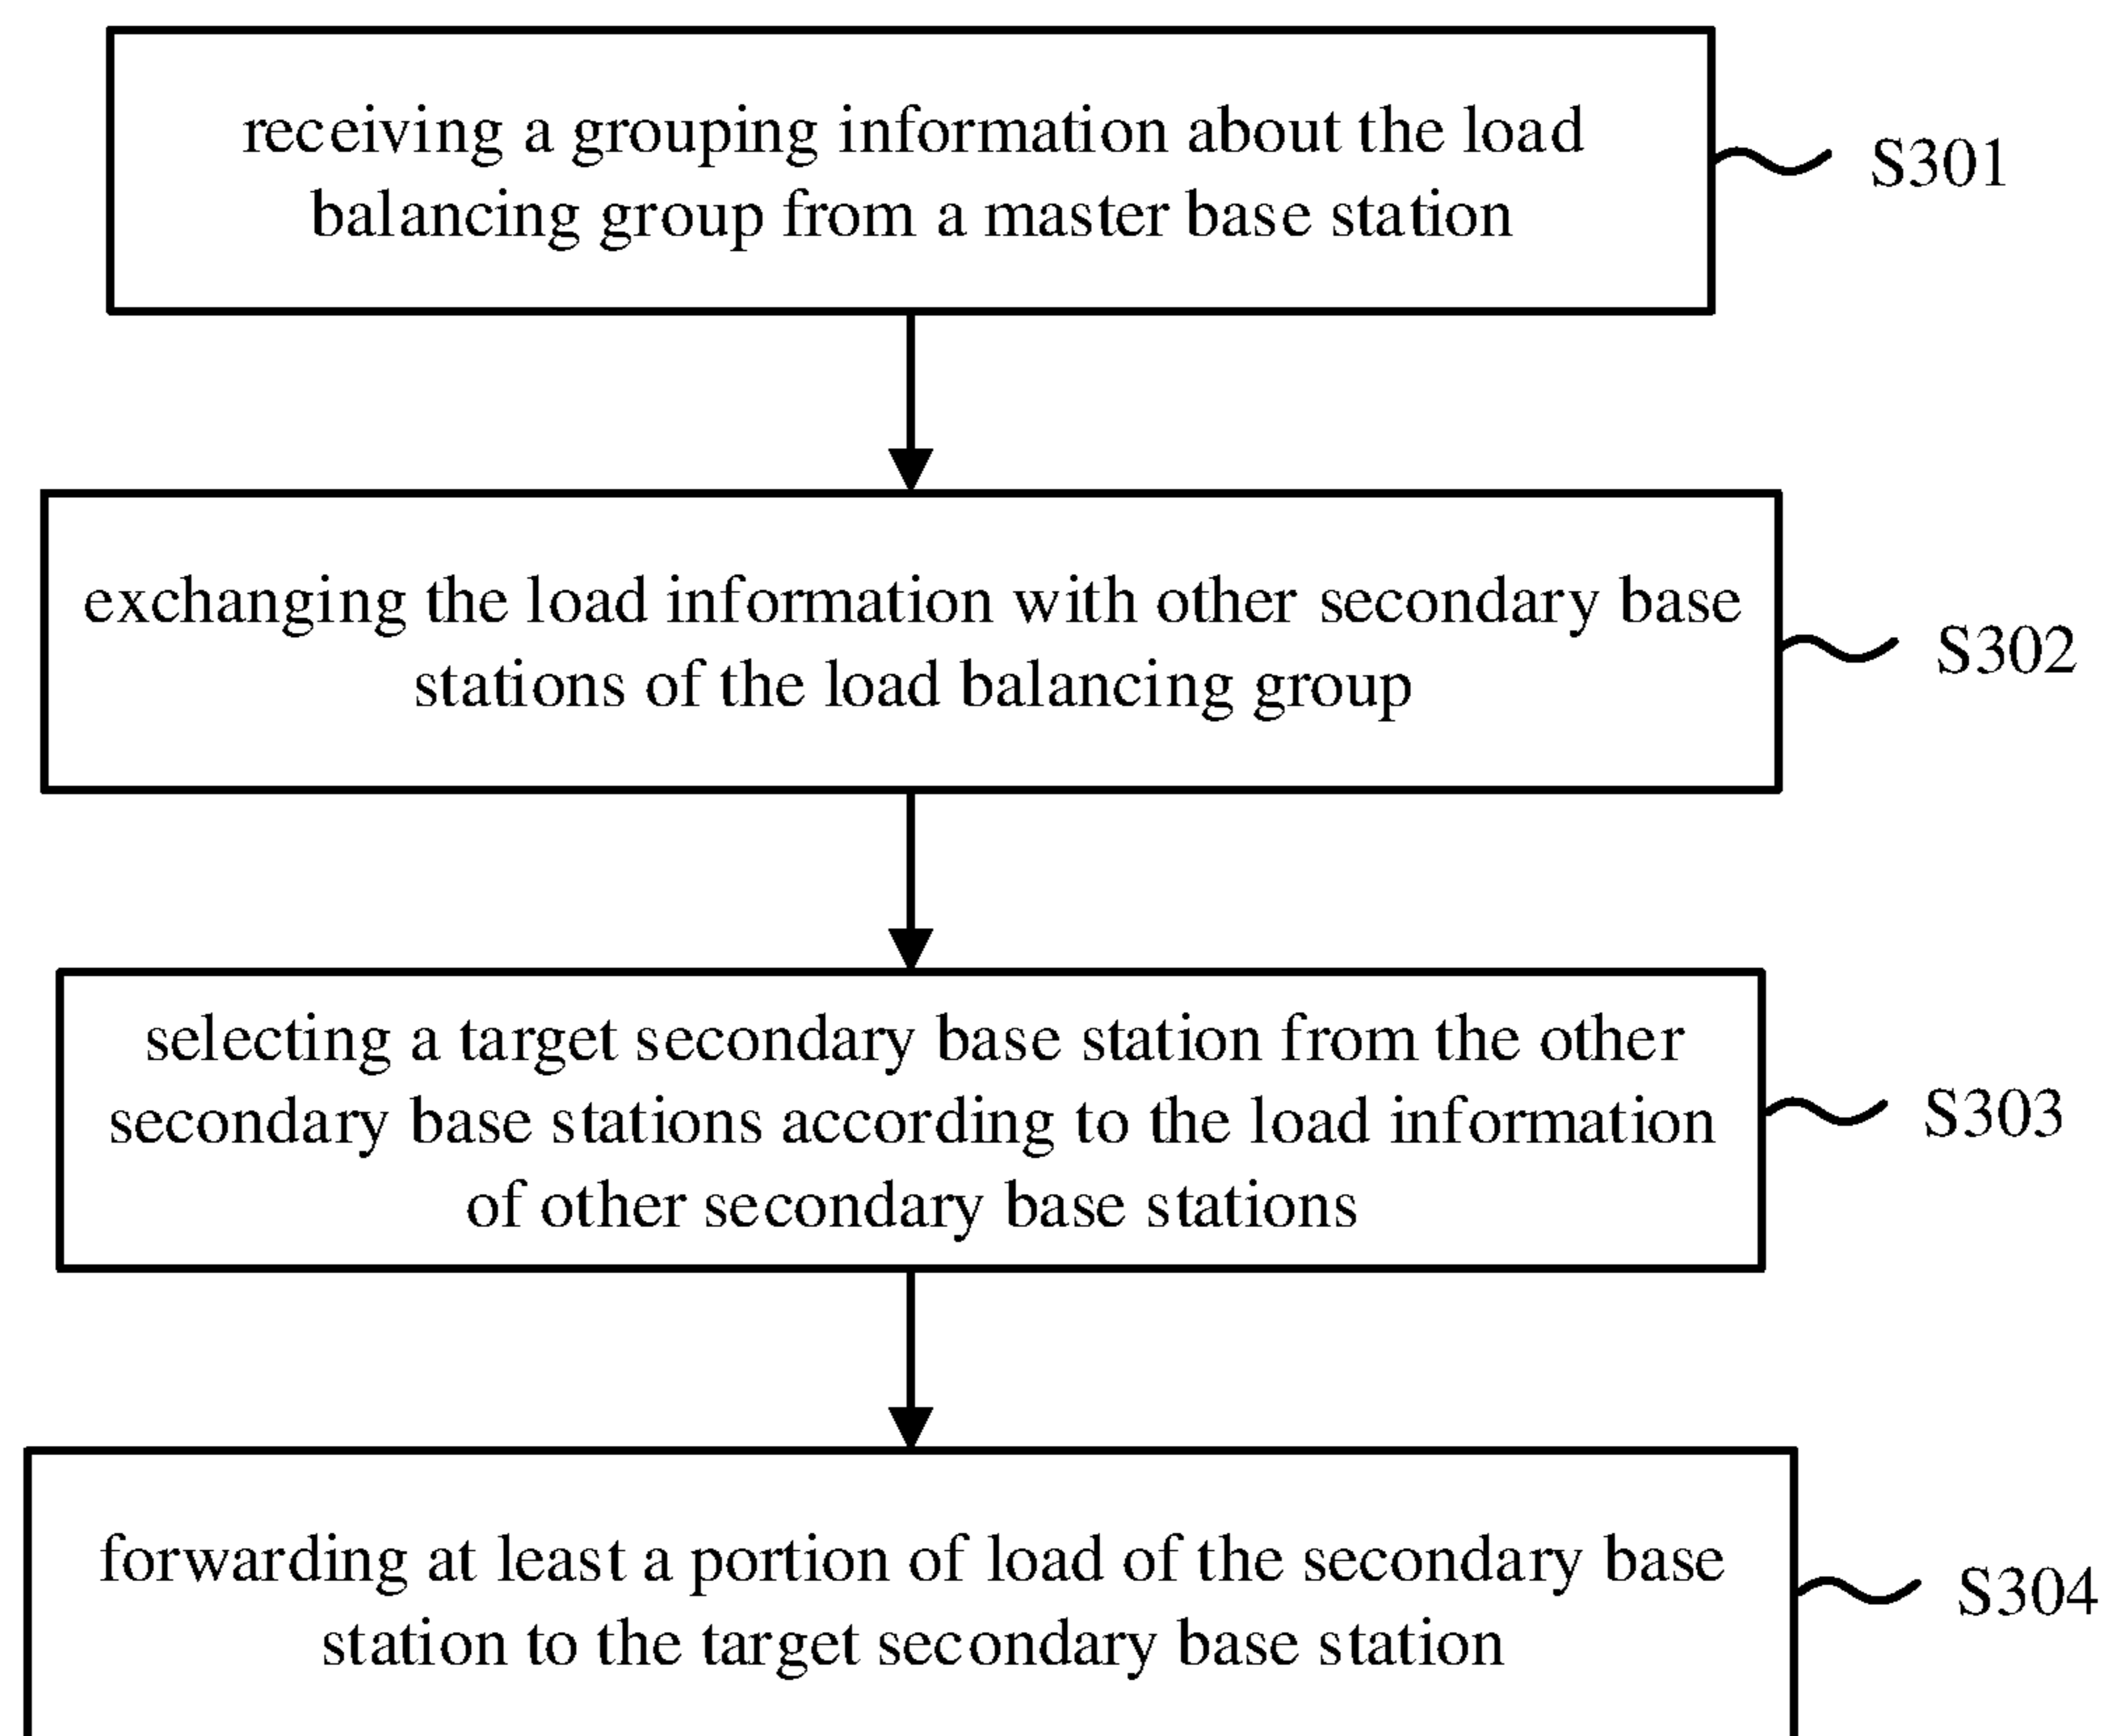 receiving a grouping information about the load
balancing group from a master base station
S301
exchanging the load information with other secondary base
stations of the load balancing group
S302
selecting a target secondary base station from the other
secondary base stations according to the load information
of other secondary base stations
S303
forwarding at least a portion of load of the secondary base
station to the target secondary base station
S304